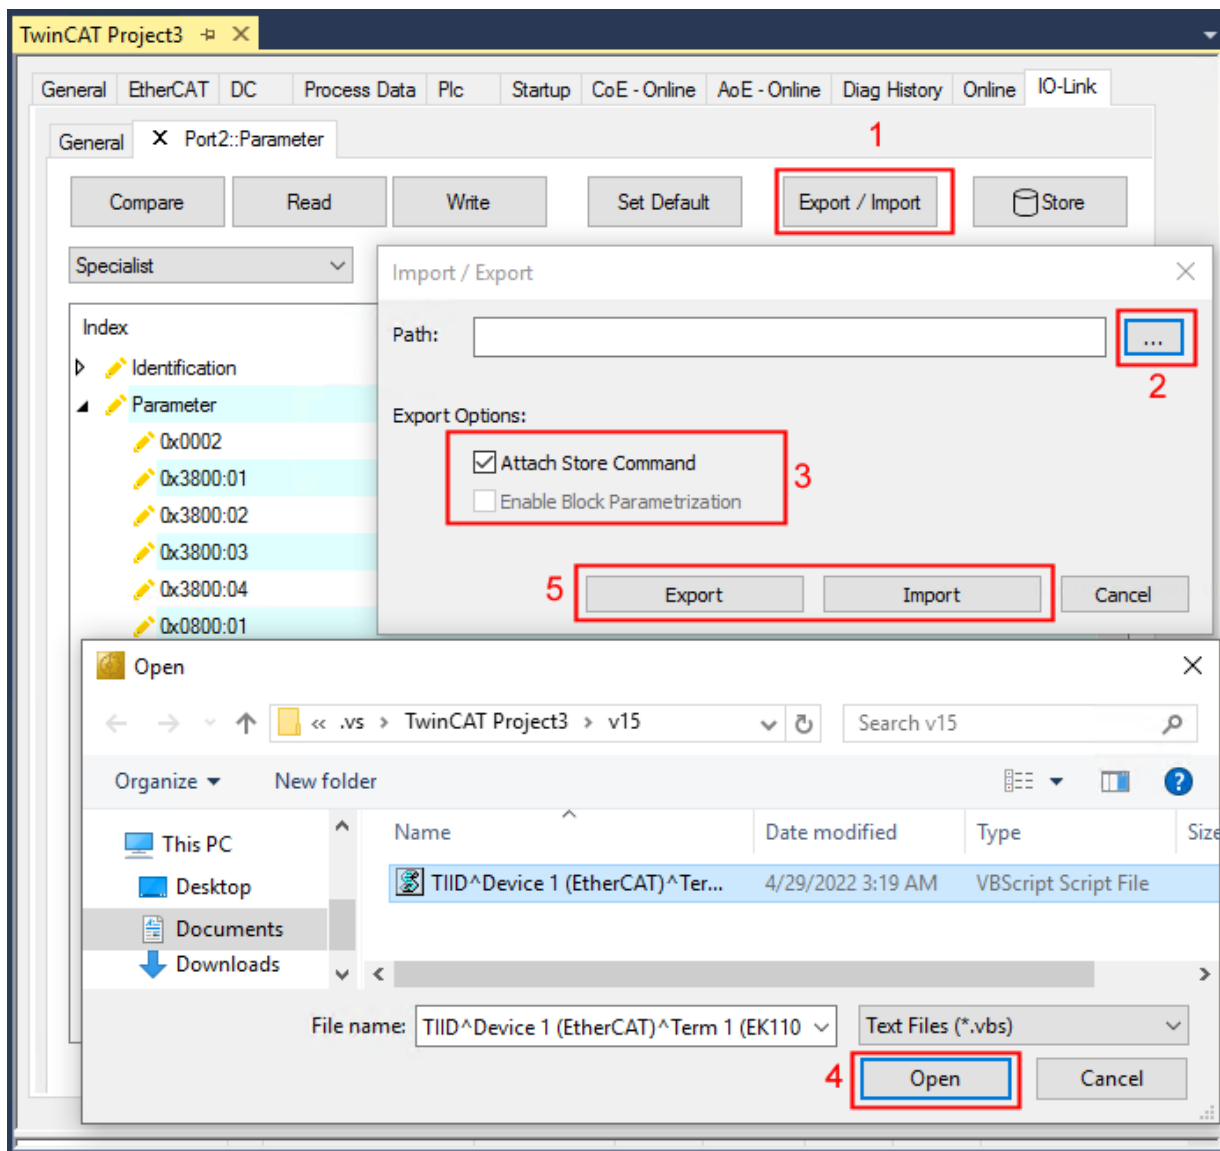 TwinCAT Project3
General EtherCAT DC Process Data Plc Startup CoE - Online AoE - Online Diag History Online IO-Link
General X Port2::Parameter
1
Compare Read Write Set Default Export / Import Store
Specialist
Import / Export
Index
Path:
...
2
Identification
Parameter
Export Options:
0x0002
Attach Store Command
3
0x3800:01
Enable Block Parametrization
0x3800:02
0x3800:03
0x3800:04
5
Export Import Cancel
0x0800:01
Open
« .vs > TwinCAT Project3 > v15
Search v15
Organize New folder
?
This PC
Name Date modified Type Size
Desktop
TIID^Device 1 (EtherCAT)^Ter... 4/29/2022 3:19 AM VBScript Script File
Documents
Downloads
File name: TIID^Device 1 (EtherCAT)^Term 1 (EK110 Text Files (*.vbs)
4
Open Cancel